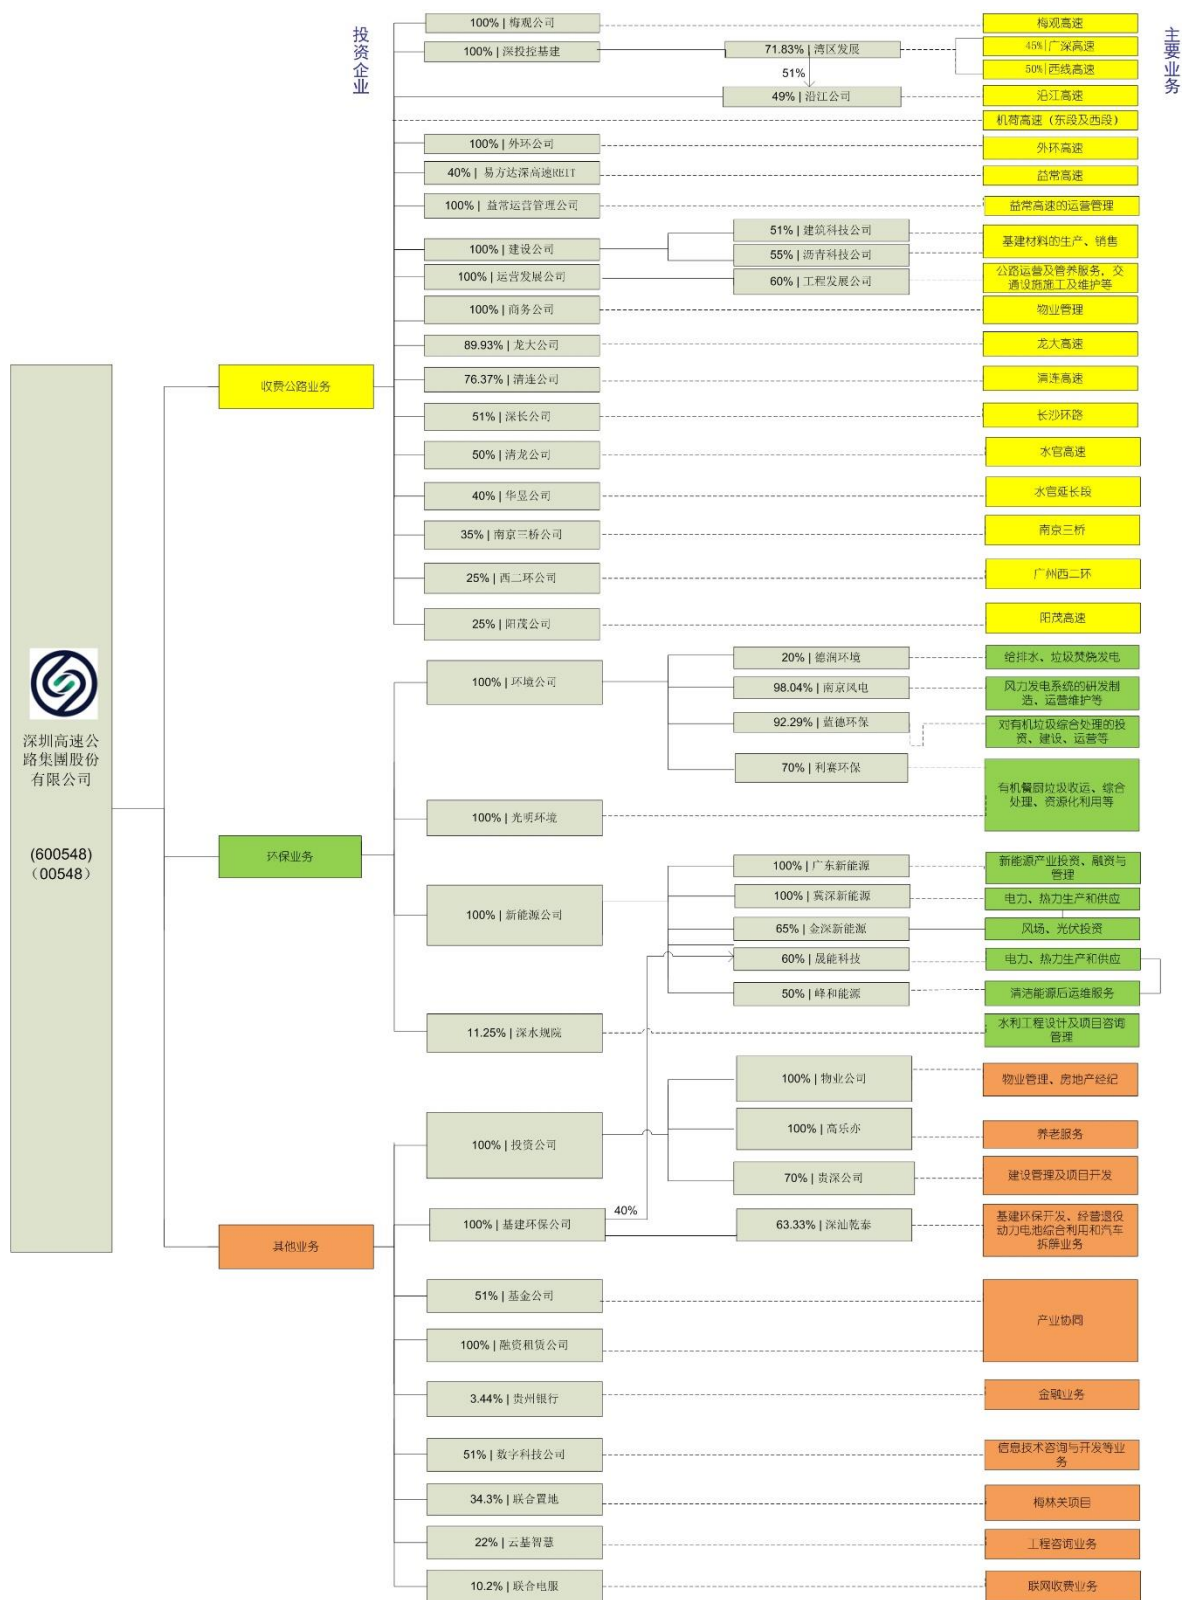 投资企业
主要业务
100% | 梅观公司
梅观高速
100% | 深投控基建
71.83% | 湾区发展
45%|广深高速
50%|西线高速
51%
49% | 沿江公司
沿江高速
机荷高速（东段及西段）
100% | 外环公司
外环高速
40% | 易方达深高速REIT
益常高速
100% | 益常运营管理公司
益常高速的运营管理
100% | 建设公司
51% | 建筑科技公司
55% | 沥青科技公司
基建材料的生产、销售
100% | 运营发展公司
60% | 工程发展公司
公路运营及管养服务，交
通设施施工及维护等
100% | 商务公司
物业管理
89.93% | 龙大公司
龙大高速
收费公路业务
76.37% | 清连公司
清连高速
51% | 深长公司
长沙环路
50% | 清龙公司
水官高速
40% | 华昱公司
水官延长段
35% | 南京三桥公司
南京三桥
25% | 西二环公司
广州西二环
25% | 阳茂公司
阳茂高速
深圳高速公
路集團股份
有限公司
(600548)
（00548）
100% | 环境公司
20% | 德润环境
给排水、垃圾焚烧发电
98.04% | 南京风电
风力发电系统的研发制
造、运营维护等
92.29% | 蓝德环保
对有机垃圾综合处理的投
资、建设、运营等
70% | 利赛环保
有机餐厨垃圾收运、综合
处理、资源化利用等
100% | 光明环境
环保业务
100% | 新能源公司
100% | 广东新能源
新能源产业投资、融资与
管理
100% | 冀深新能源
电力、热力生产和供应
65% | 金深新能源
风场、光伏投资
60% | 晟能科技
电力、热力生产和供应
50% | 峰和能源
清洁能源后运维服务
11.25% | 深水规院
水利工程设计及项目咨询
管理
100% | 投资公司
100% | 物业公司
物业管理、房地产经纪
100% | 高乐亦
养老服务
70% | 贵深公司
建设管理及项目开发
其他业务
100% | 基建环保公司
40%
63.33% | 深汕乾泰
基建环保开发、经营退役
动力电池综合利用和汽车
拆解业务
51% | 基金公司
产业协同
100% | 融资租赁公司
3.44% | 贵州银行
金融业务
51% | 数字科技公司
信息技术咨询与开发等业
务
34.3% | 联合置地
梅林关项目
22% | 云基智慧
工程咨询业务
10.2% | 联合电服
联网收费业务